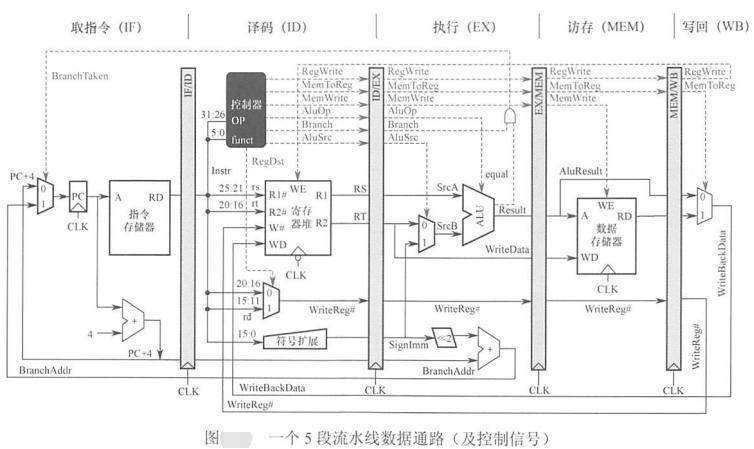 取指令（IF） 译码（ID） 执行（EX） 访存（MEM） 写回（WB）
BranchTaken
IF/ID
控制器
31:26
OP
5:0
funct
RegDst
Instr
ID/EX
RegWrite
MemToReg
MemWrite
AluOp
Branch
AluSrc
RegWrite
MemToReg
MemWrite
AluOp
Branch
AluSrc
EX/MEM
RegWrite
MemToReg
MemWrite
MEM/WB
RegWrite
MemToReg
PC+4
0
1
PC
CLK
A RD
指令
存储器
25:21 rs
20:16 rt
WE
R1# R1
R2# R2
W#
WD
寄存
器堆
CLK
RS
RT
SrcA
0
1
SrcB
ALU
equal
Result
WriteData
AluResult
WE
A RD
数据
存储器
WD
CLK
0
1
WriteBackData
20:16
15:11
rd
0
1
WriteReg#
WriteReg#
WriteReg#
WriteReg#
15:0
符号扩展
SignImm
≪2
+
BranchAddr
4
+
PC+4
BranchAddr
CLK
CLK
CLK
CLK
WriteBackData
WriteReg#
图 一个5段流水线数据通路（及控制信号）